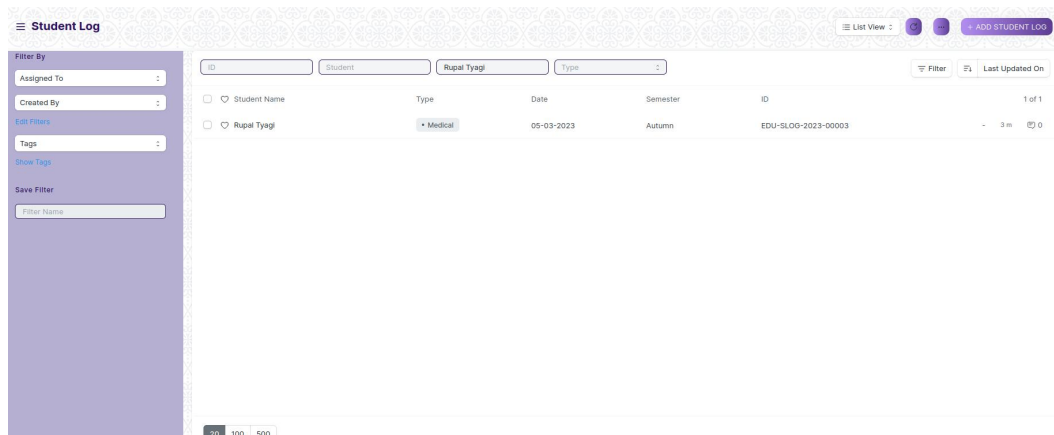 Student Log
List View
...
+ ADD STUDENT LOG
Filter By
Assigned To
Created By
Edit Filters
Tags
Show Tags
Save Filter
Filter Name
ID Student Rupal Tyagi Type
Filter Last Updated On
Student Name Type Date Semester ID 1 of 1
Rupal Tyagi • Medical 05-03-2023 Autumn EDU-SLOG-2023-00003 - 3 m 0
20 100 500